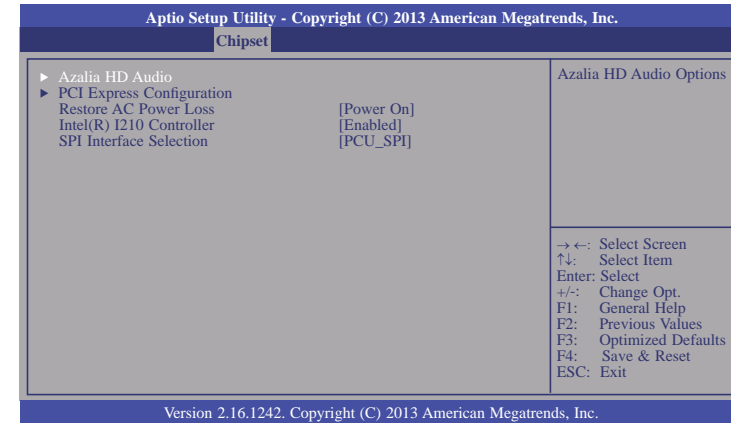 Aptio Setup Utility - Copyright (C) 2013 American Megatrends, Inc.
Chipset
► Azalia HD Audio
► PCI Express Configuration
Restore AC Power Loss [Power On]
Intel(R) I210 Controller [Enabled]
SPI Interface Selection [PCU_SPI]
Azalia HD Audio Options
→ ←: Select Screen
↑↓: Select Item
Enter: Select
+/-: Change Opt.
F1: General Help
F2: Previous Values
F3: Optimized Defaults
F4: Save & Reset
ESC: Exit
Version 2.16.1242. Copyright (C) 2013 American Megatrends, Inc.